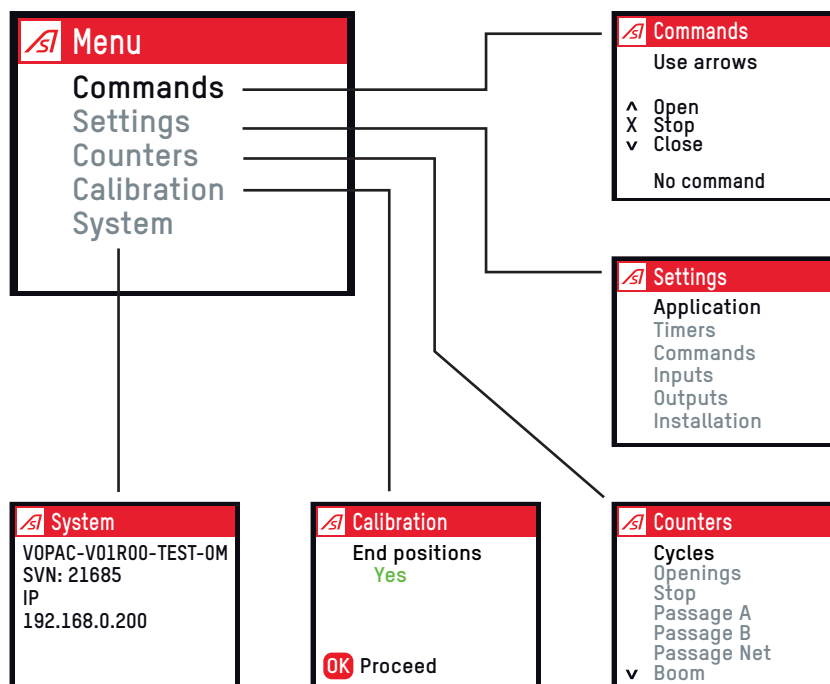 Menu
Commands
Settings
Counters
Calibration
System
Commands
Use arrows
^ Open
X Stop
v Close
No command
Settings
Application
Timers
Commands
Inputs
Outputs
Installation
System
VOPAC-V01R00-TEST-0M
SVN: 21685
IP
192.168.0.200
Calibration
End positions
Yes
OK Proceed
Counters
Cycles
Openings
Stop
Passage A
Passage B
Passage Net
v Boom